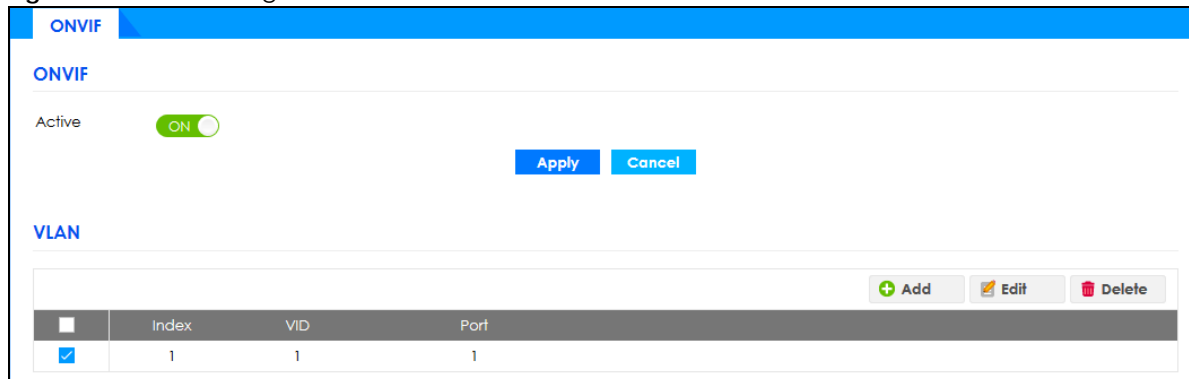 ONVIF
ONVIF
Active ON
Apply Cancel
VLAN
Add Edit Delete
Index VID Port
1 1 1